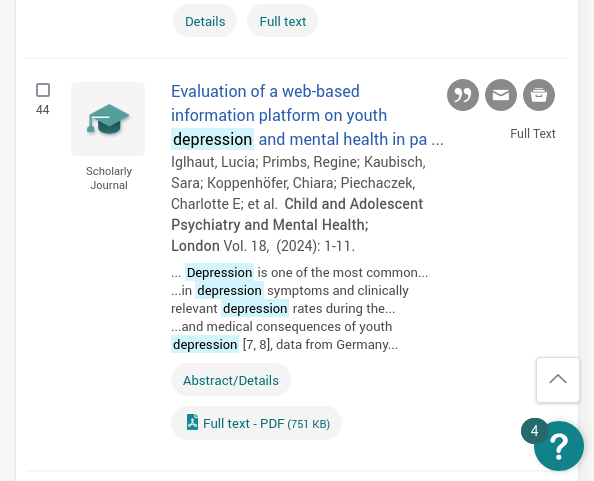 Details
Full text
44
Scholarly
Journal
Evaluation of a web-based
information platform on youth
depression and mental health in pa ...
Full Text
Iglhaut, Lucia; Primbs, Regine; Kaubisch,
Sara; Koppenhöfer, Chiara; Piechaczek,
Charlotte E; et al. Child and Adolescent
Psychiatry and Mental Health;
London Vol. 18, (2024): 1-11.
... Depression is one of the most common...
...in depression symptoms and clinically
relevant depression rates during the...
...and medical consequences of youth
depression [7, 8], data from Germany...
Abstract/Details
Full text - PDF (751 KB)
4
?